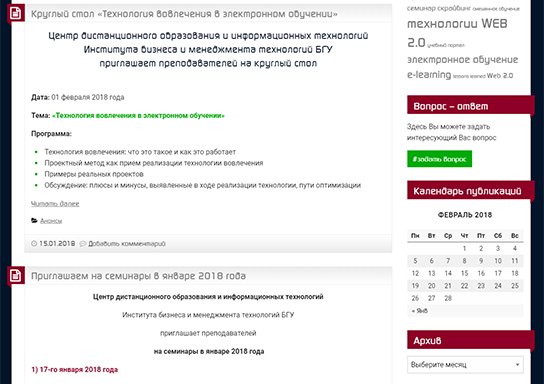 Круглый стол «Технология вовлечения в электронном обучении»
Центр дистанционного образования и информационных технологий
Института бизнеса и менеджмента технологий БГУ
приглашает преподавателей на круглый стол
Дата: 01 февраля 2018 года
Тема: «Технология вовлечения в электронном обучении»
Программа:
Технология вовлечения: что это такое и как это работает
Проектный метод как прием реализации технологии вовлечения
Примеры реальных проектов
Обсуждение: плюсы и минусы, выявленные в ходе реализации технологии, пути оптимизации
Читать далее
Анонсы
15.01.2018 Добавить комментарий
Приглашаем на семинары в январе 2018 года
Центр дистанционного образования и информационных технологий
Института бизнеса и менеджмента технологий БГУ
приглашает преподавателей
на семинары в январе 2018 года
1) 17-го января 2018 года
семинар скрайбинг смешанное обучение
технологии WEB
2.0 учебный портал
электронное обучение
e-learning lessons learned Web 2.0
Вопрос – ответ
Здесь Вы можете задать
интересующий Вас вопрос
#задать вопрос
Календарь публикаций
ФЕВРАЛЬ 2018
Пн Вт Ср Чт Пт Сб Вс
1 2 3 4
5 6 7 8 9 10 11
12 13 14 15 16 17 18
19 20 21 22 23 24 25
26 27 28
« Янв
Архив
Выберите месяц